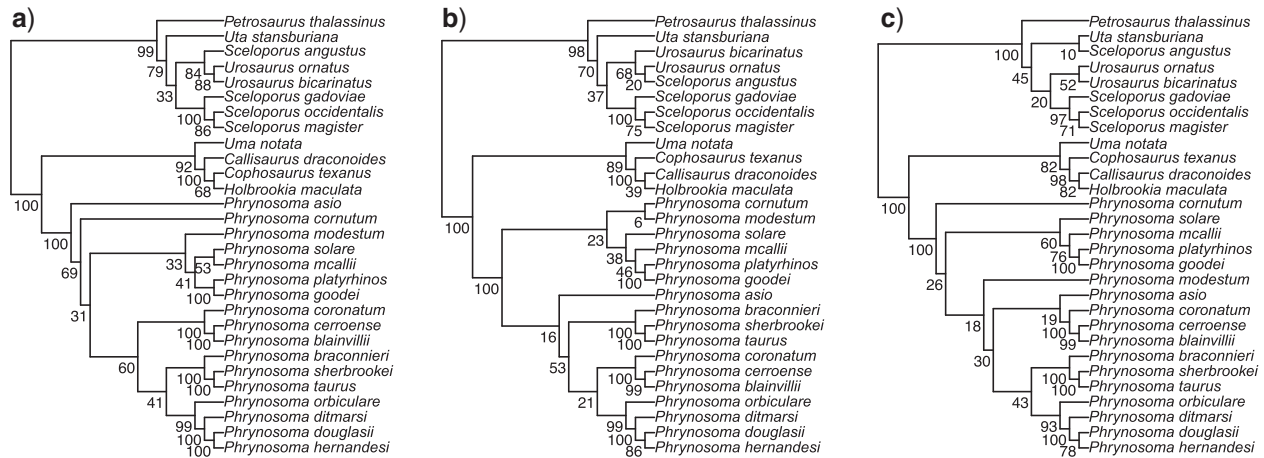 a)
Petrosaurus thalassinus
99
Uta stansburiana
79
Sceloporus angustus
84
Urosaurus ornatus
88
Urosaurus bicarinatus
33
Sceloporus gadoviae
100
Sceloporus occidentalis
86
Sceloporus magister
Uma notata
92
Callisaurus draconoides
100
Cophosaurus texanus
68
Holbrookia maculata
100
Phrynosoma asio
100
Phrynosoma cornutum
69
Phrynosoma modestum
33
Phrynosoma solare
53
Phrynosoma mcallii
41
Phrynosoma platyrhinos
100
Phrynosoma goodei
31
Phrynosoma coronatum
100
Phrynosoma cerroense
100
Phrynosoma blainvillii
60
Phrynosoma braconnieri
100
Phrynosoma sherbrookei
100
Phrynosoma taurus
41
Phrynosoma orbiculare
99
Phrynosoma ditmarsi
100
Phrynosoma douglasii
100
Phrynosoma hernandesi
b)
Petrosaurus thalassinus
98
Uta stansburiana
70
Urosaurus bicarinatus
68
Urosaurus ornatus
20
Sceloporus angustus
37
Sceloporus gadoviae
100
Sceloporus occidentalis
75
Sceloporus magister
Uma notata
89
Cophosaurus texanus
100
Callisaurus draconoides
39
Holbrookia maculata
100
Phrynosoma cornutum
6
Phrynosoma modestum
23
Phrynosoma solare
38
Phrynosoma mcallii
46
Phrynosoma platyrhinos
100
Phrynosoma goodei
100
Phrynosoma asio
16
Phrynosoma braconnieri
100
Phrynosoma sherbrookei
100
Phrynosoma taurus
53
Phrynosoma coronatum
100
Phrynosoma cerroense
99
Phrynosoma blainvillii
21
Phrynosoma orbiculare
99
Phrynosoma ditmarsi
100
Phrynosoma douglasii
86
Phrynosoma hernandesi
c)
Petrosaurus thalassinus
100
Uta stansburiana
10
Sceloporus angustus
45
Urosaurus ornatus
52
Urosaurus bicarinatus
20
Sceloporus gadoviae
97
Sceloporus occidentalis
71
Sceloporus magister
Uma notata
82
Cophosaurus texanus
98
Callisaurus draconoides
82
Holbrookia maculata
100
Phrynosoma cornutum
100
Phrynosoma solare
60
Phrynosoma mcallii
76
Phrynosoma platyrhinos
100
Phrynosoma goodei
26
Phrynosoma modestum
18
Phrynosoma asio
19
Phrynosoma coronatum
100
Phrynosoma cerroense
99
Phrynosoma blainvillii
30
Phrynosoma braconnieri
100
Phrynosoma sherbrookei
100
Phrynosoma taurus
43
Phrynosoma orbiculare
93
Phrynosoma ditmarsi
100
Phrynosoma douglasii
78
Phrynosoma hernandesi